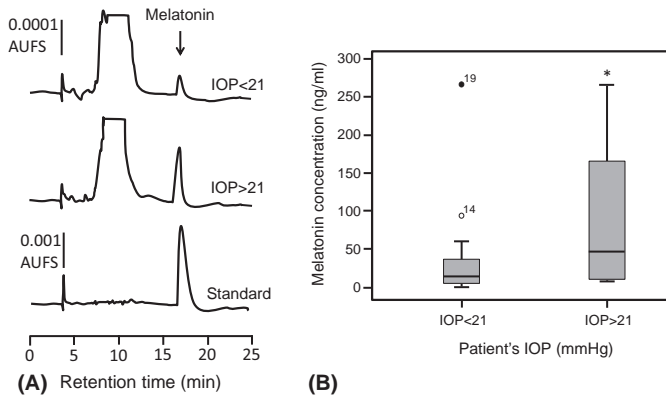 0.0001
AUFS
Melatonin
IOP<21
IOP>21
0.001
AUFS
Standard
0 5 10 15 20 25
(A) Retention time (min)
Melatonin concentration (ng/ml)
300
250
200
150
100
50
0
19
14
*
IOP<21 IOP>21
Patient's IOP (mmHg)
(B)